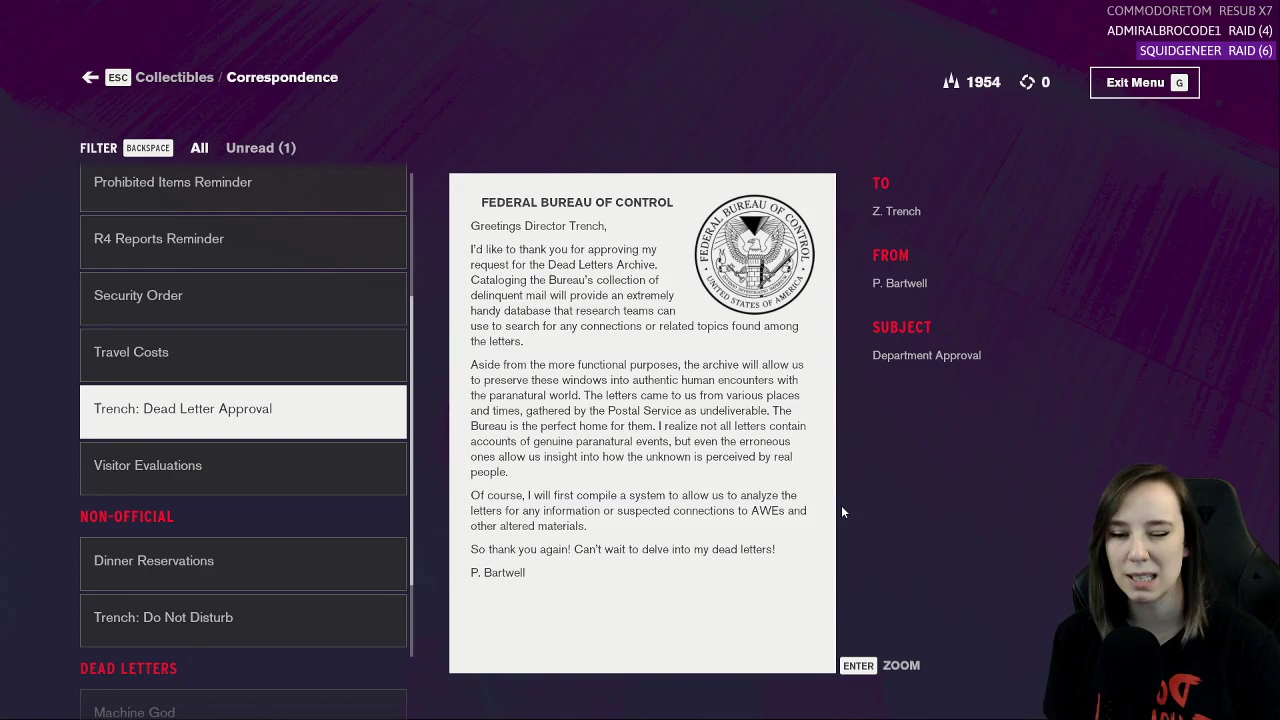 COMMODORETOM RESUB X7
ADMIRALBROCODE1 RAID (4)
SQUIDGENEER RAID (6)
ESC Collectibles / Correspondence
1954
0
Exit Menu G
FILTER BACKSPACE All Unread (1)
Prohibited Items Reminder
R4 Reports Reminder
Security Order
Travel Costs
Trench: Dead Letter Approval
Visitor Evaluations
NON-OFFICIAL
Dinner Reservations
Trench: Do Not Disturb
DEAD LETTERS
Machine God
FEDERAL BUREAU OF CONTROL
Greetings Director Trench,
I'd like to thank you for approving my
request for the Dead Letters Archive.
Cataloging the Bureau's collection of
delinquent mail will provide an extremely
handy database that research teams can
use to search for any connections or related topics found among
the letters.
Aside from the more functional purposes, the archive will allow us
to preserve these windows into authentic human encounters with
the paranatural world. The letters came to us from various places
and times, gathered by the Postal Service as undeliverable. The
Bureau is the perfect home for them. I realize not all letters contain
accounts of genuine paranatural events, but even the erroneous
ones allow us insight into how the unknown is perceived by real
people.
Of course, I will first compile a system to allow us to analyze the
letters for any information or suspected connections to AWEs and
other altered materials.
So thank you again! Can't wait to delve into my dead letters!
P. Bartwell
FEDERAL BUREAU OF CONTROL
UNITED STATES OF AMERICA
TO
Z. Trench
FROM
P. Bartwell
SUBJECT
Department Approval
ENTER ZOOM